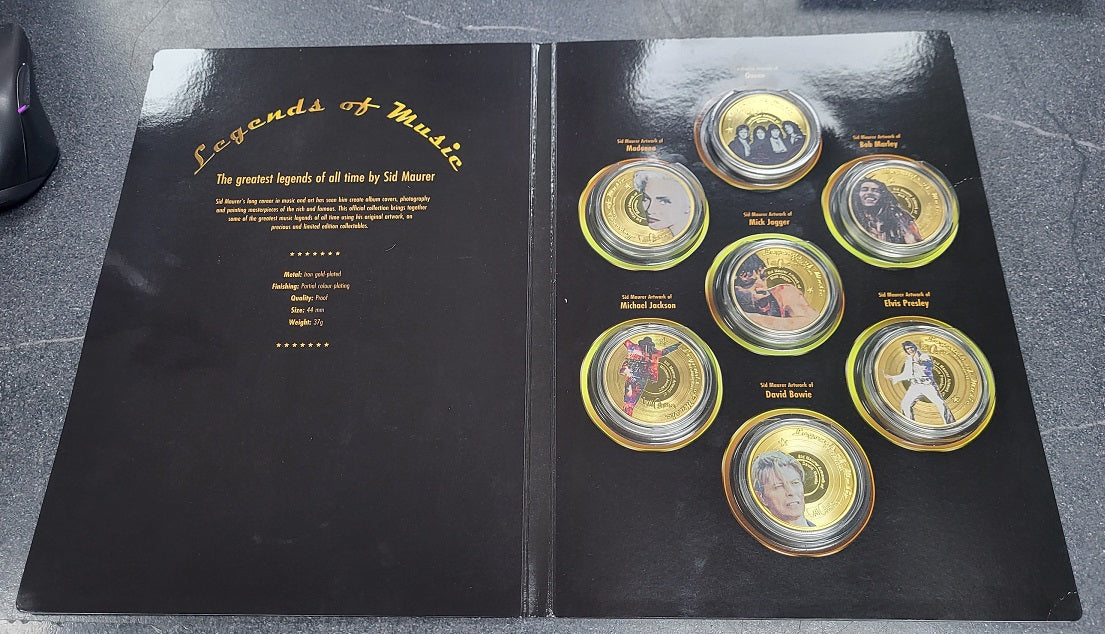 Legends of Music
The greatest legends of all time by Sid Maurer
Sid Maurer's long career in music and art has seen him create album covers, photography
and painting masterpieces of the rich and famous. This official collection brings together
some of the greatest music legends of all time using his original artwork, on
precious and limited edition collectables.
Metal: Iron gold-plated
Finishing: Partial colour-plating
Quality: Proof
Size: 44 mm
Weight: 37g
Queen
Sid Maurer Artwork of
Madonna
Sid Maurer Artwork of
Bob Marley
Sid Maurer Artwork of
Mick Jagger
Sid Maurer Artwork of
Michael Jackson
Sid Maurer Artwork of
Elvis Presley
Sid Maurer Artwork of
David Bowie